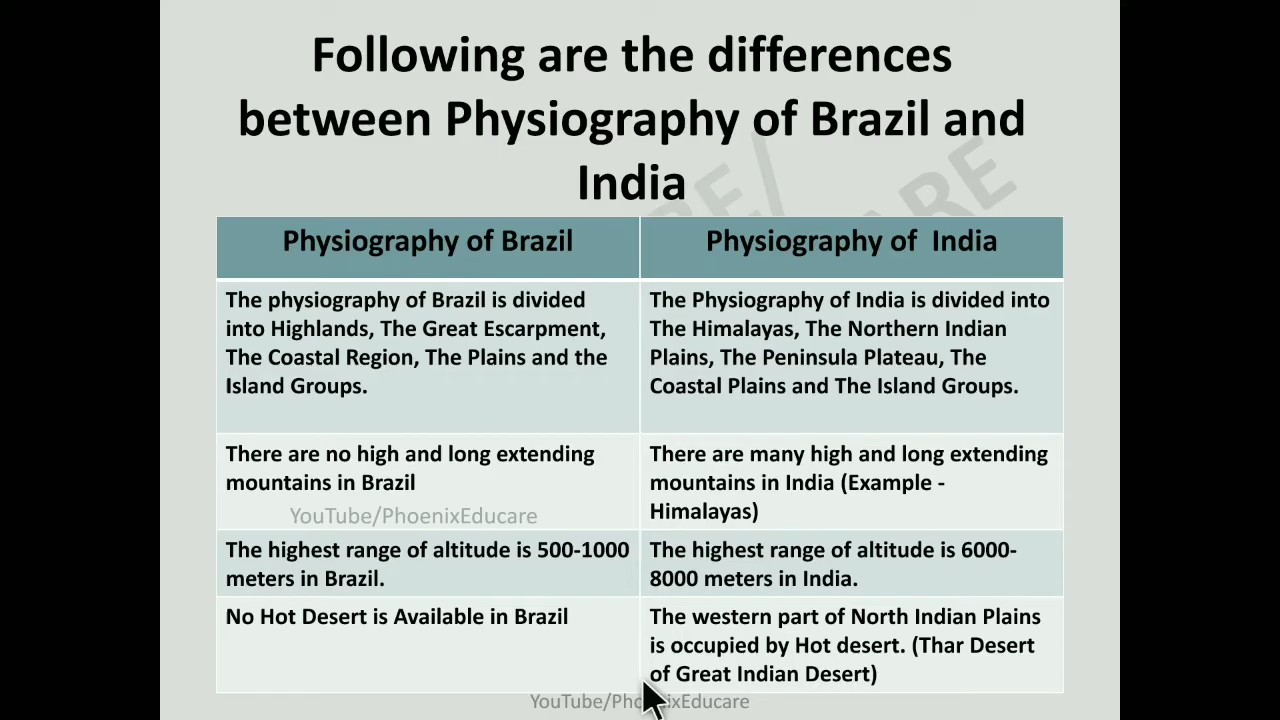 Following are the differences
between Physiography of Brazil and
India
Physiography of Brazil
Physiography of India
The physiography of Brazil is divided
into Highlands, The Great Escarpment,
The Coastal Region, The Plains and the
Island Groups.
The Physiography of India is divided into
The Himalayas, The Northern Indian
Plains, The Peninsula Plateau, The
Coastal Plains and The Island Groups.
There are no high and long extending
mountains in Brazil
There are many high and long extending
mountains in India (Example -
Himalayas)
YouTube/PhoenixEducare
The highest range of altitude is 500-1000
meters in Brazil.
The highest range of altitude is 6000-
8000 meters in India.
No Hot Desert is Available in Brazil
The western part of North Indian Plains
is occupied by Hot desert. (Thar Desert
of Great Indian Desert)
YouTube/PhoenixEducare